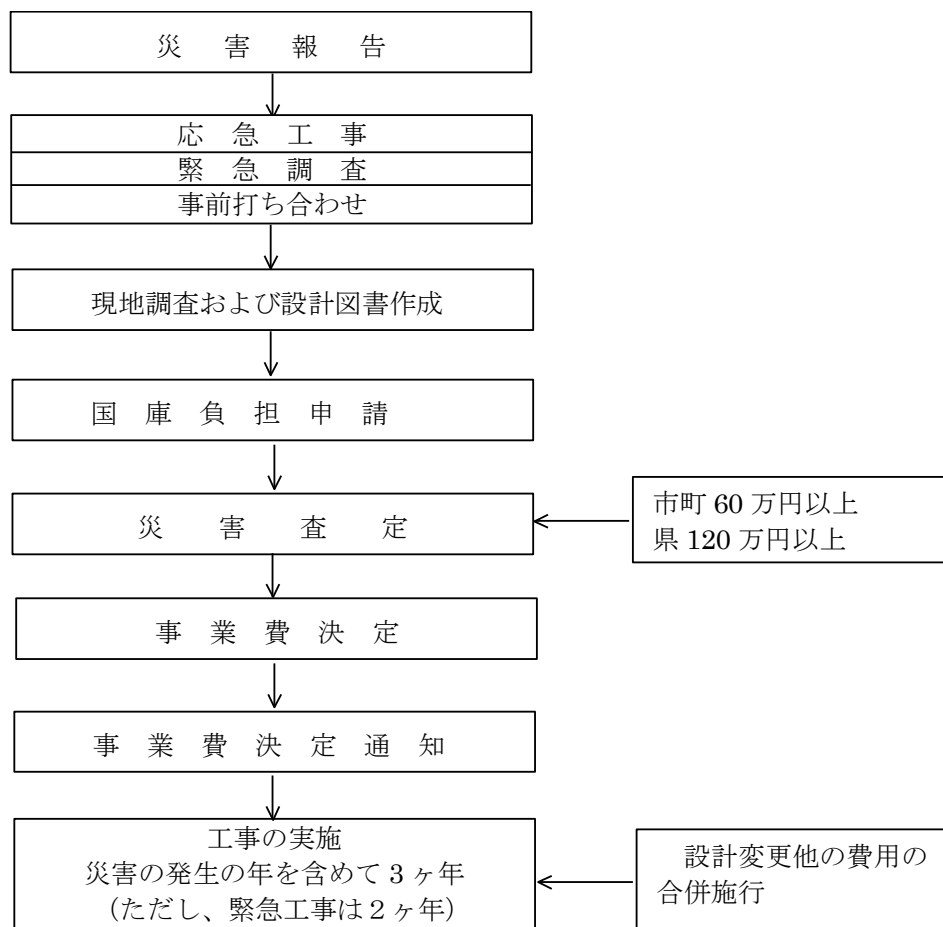 災害報告
応急工事
緊急調査
事前打ち合わせ
現地調査および設計図書作成
国庫負担申請
災害査定
市町 60 万円以上
県 120 万円以上
事業費決定
事業費決定通知
工事の実施
災害の発生の年を含めて 3 ヶ年
（ただし、緊急工事は 2 ヶ年）
設計変更他の費用の
合併施行